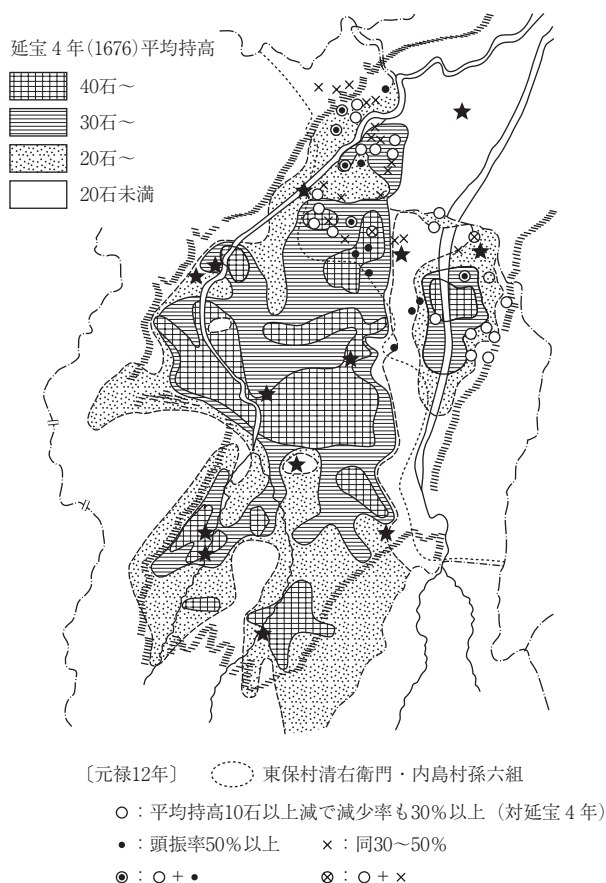 延宝4年(1676)平均持高
40石～
30石～
20石～
20石未満
〔元禄12年〕 東保村清右衛門・内島村孫六組
○：平均持高10石以上減で減少率も30％以上（対延宝4年）
•：頭振率50％以上 ×：同30～50％
◉：○＋• ⊗：○＋×